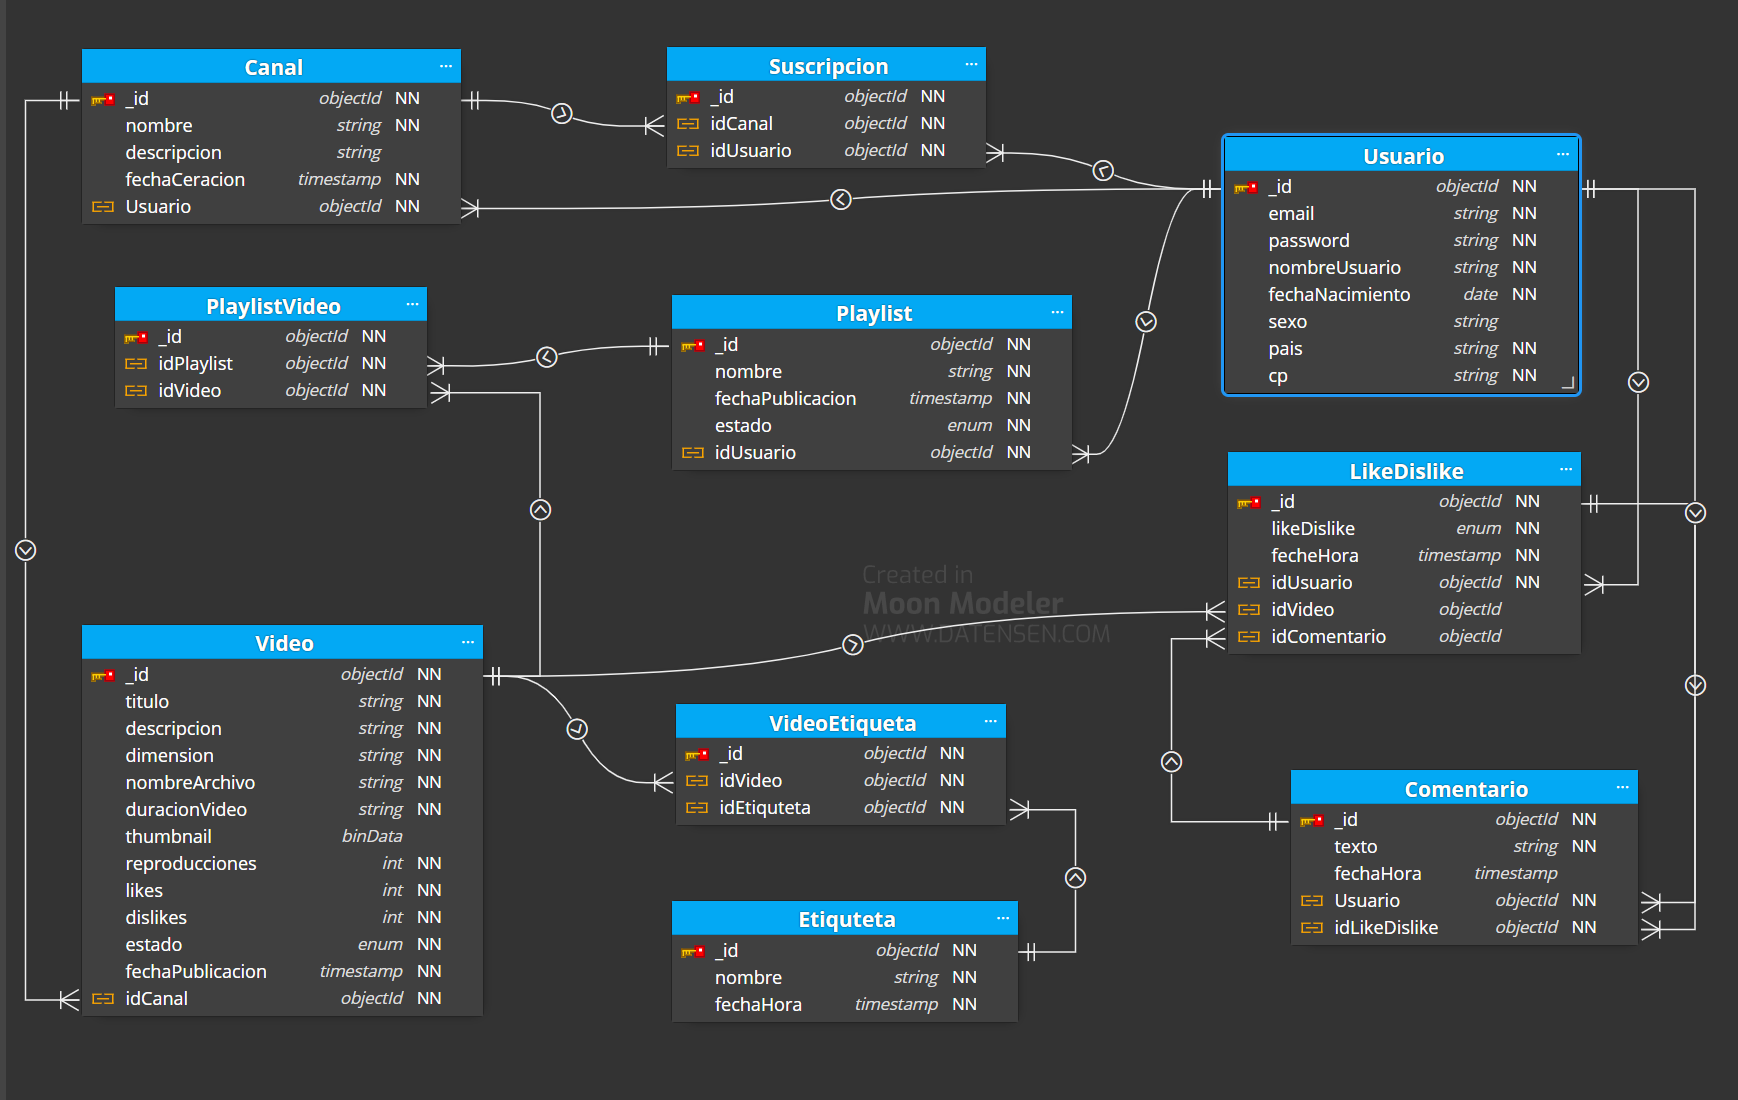 Canal ...
_id objectId NN
nombre string NN
descripcion string
fechaCeracion timestamp NN
Usuario objectId NN
Suscripcion ...
_id objectId NN
idCanal objectId NN
idUsuario objectId NN
Usuario ...
_id objectId NN
email string NN
password string NN
nombreUsuario string NN
fechaNacimiento date NN
sexo string
pais string NN
cp string NN
PlaylistVideo ...
_id objectId NN
idPlaylist objectId NN
idVideo objectId NN
Playlist ...
_id objectId NN
nombre string NN
fechaPublicacion timestamp NN
estado enum NN
idUsuario objectId NN
LikeDislike ...
_id objectId NN
likeDislike enum NN
fecheHora timestamp NN
idUsuario objectId NN
idVideo objectId
idComentario objectId
Created in
Moon Modeler
WWW.DATENSEN.COM
Video ...
_id objectId NN
titulo string NN
descripcion string NN
dimension string NN
nombreArchivo string NN
duracionVideo string NN
thumbnail binData
reproducciones int NN
likes int NN
dislikes int NN
estado enum NN
fechaPublicacion timestamp NN
idCanal objectId NN
VideoEtiqueta ...
_id objectId NN
idVideo objectId NN
idEtiquteta objectId NN
Comentario ...
_id objectId NN
texto string NN
fechaHora timestamp
Usuario objectId NN
idLikeDislike objectId NN
Etiquteta ...
_id objectId NN
nombre string NN
fechaHora timestamp NN